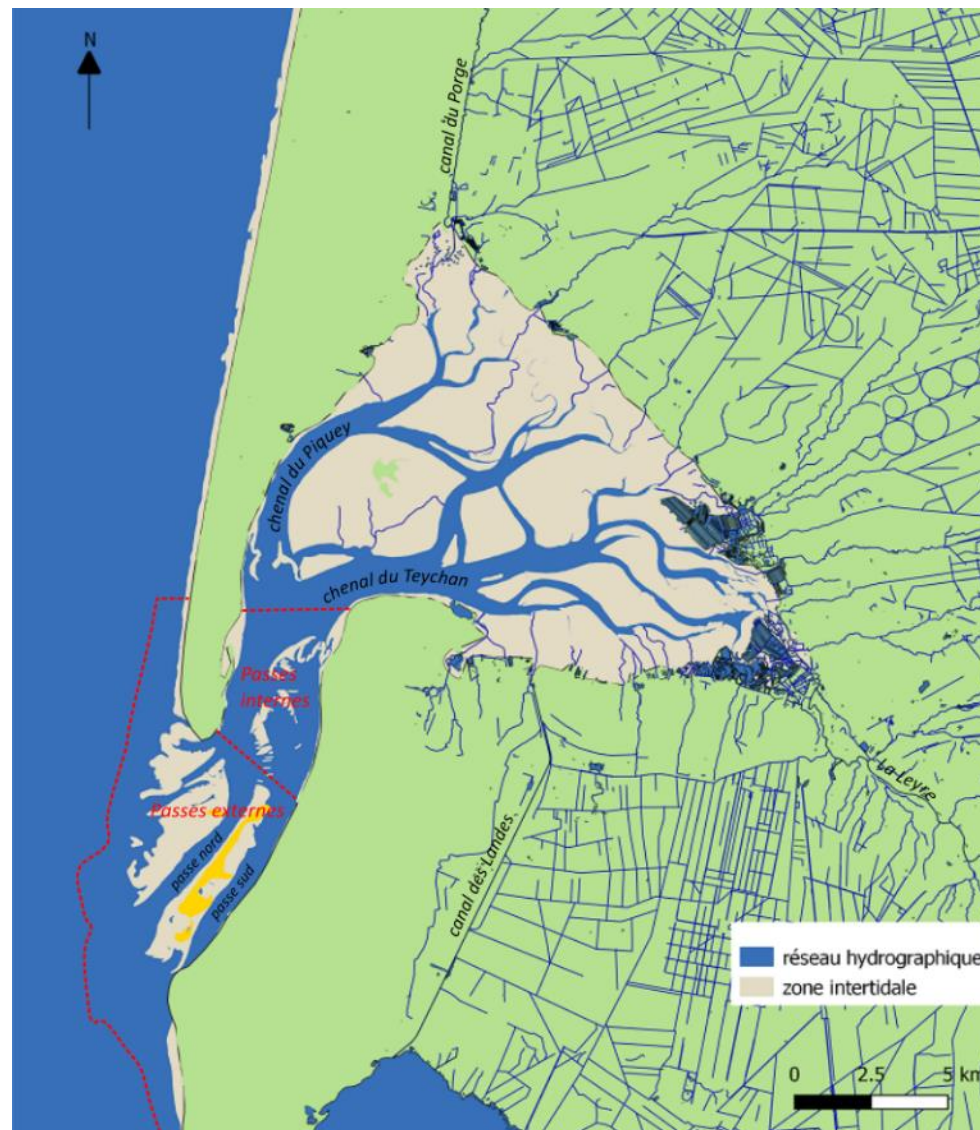 N
canal du Porge
chenal du Piquey
chenal du Teychan
Passes
internes
La Leyre
Passes externes
passe nord
passe sud
canal des Landes
réseau hydrographique
zone intertidale
0 2.5 5 km